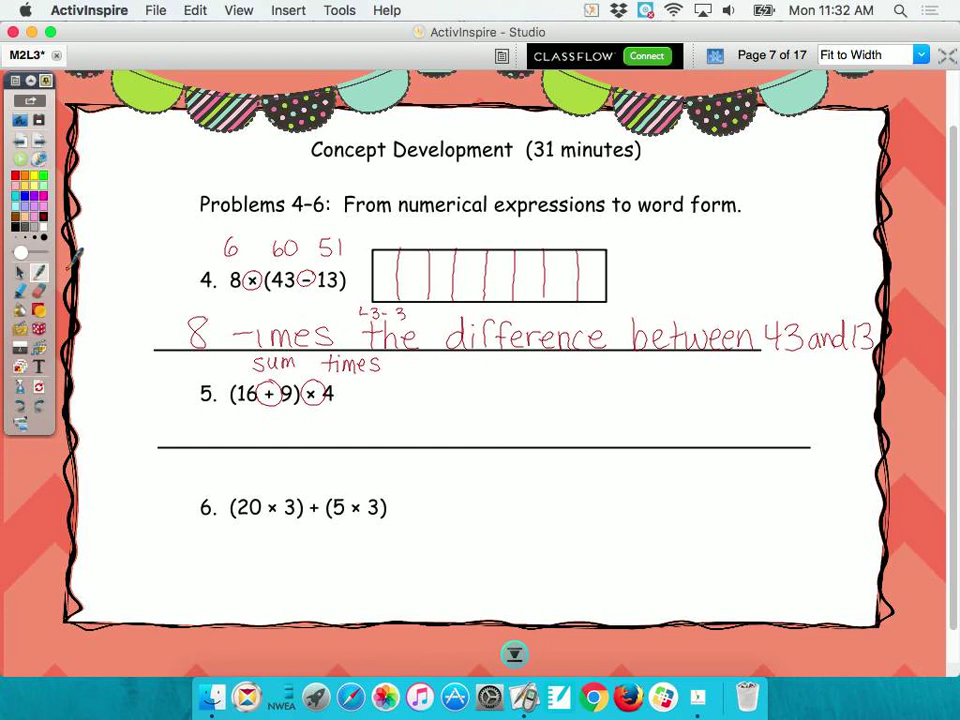 ActivInspire File Edit View Insert Tools Help Mon 11:32 AM
ActivInspire - Studio
M2L3* CLASSFLOW Connect Page 7 of 17 Fit to Width
Concept Development (31 minutes)
Problems 4–6: From numerical expressions to word form.
6 60 51
4. 8 × (43 – 13)
8 times the difference between 43 and 13
sum times
5. (16 + 9) × 4
6. (20 × 3) + (5 × 3)
NWEA